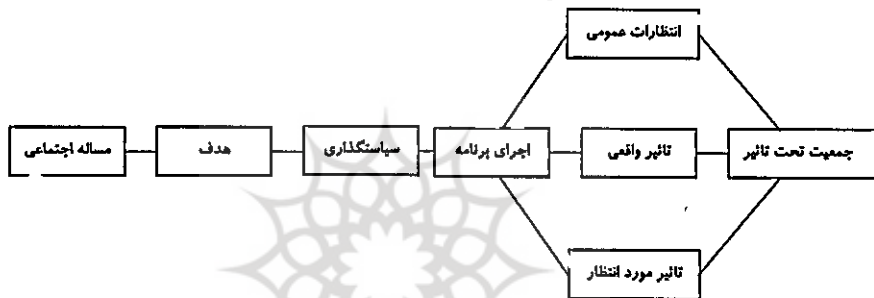 انتظارات عمومی
مساله اجتماعی
هدف
سیاستگذاری
اجرای برنامه
تاثیر واقعی
جمعیت تحت تاثیر
تاثیر مورد انتظار